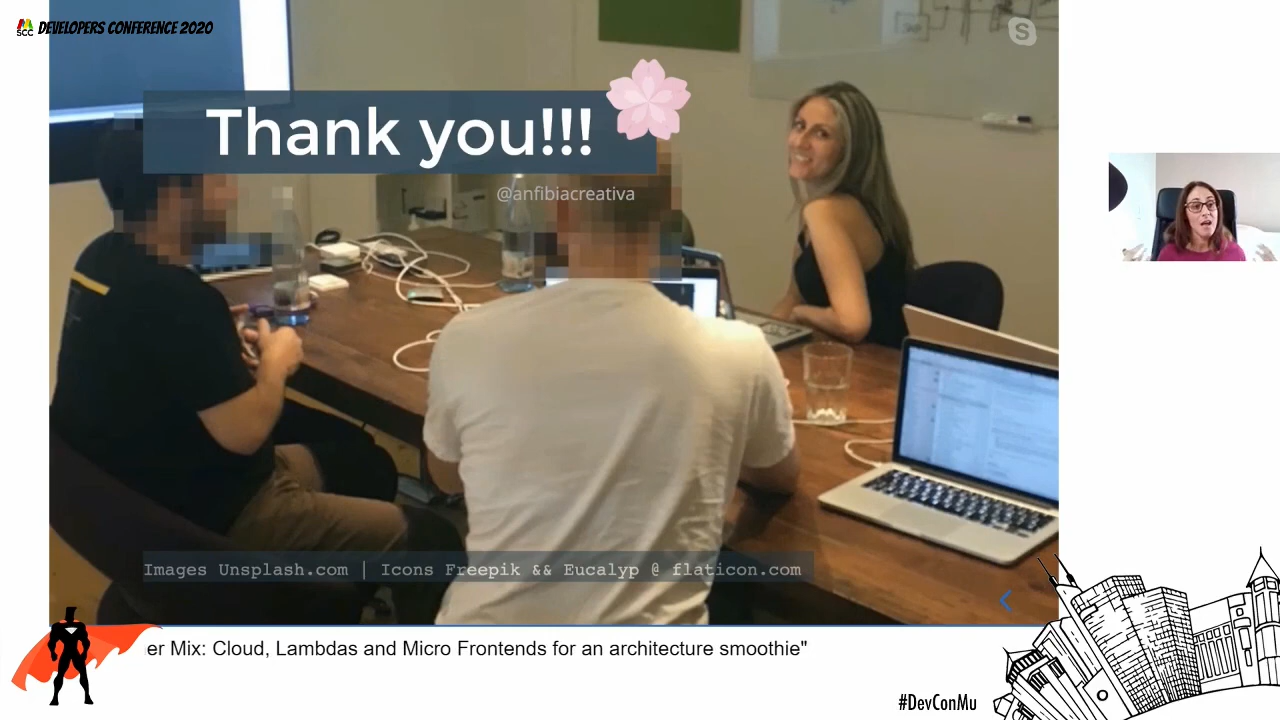 SCC DEVELOPERS CONFERENCE 2020
Thank you!!!
@anfibiacreativa
Images Unsplash.com | Icons Freepik && Eucalyp @ flaticon.com
er Mix: Cloud, Lambdas and Micro Frontends for an architecture smoothie"
#DevConMu